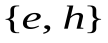 {e, h}